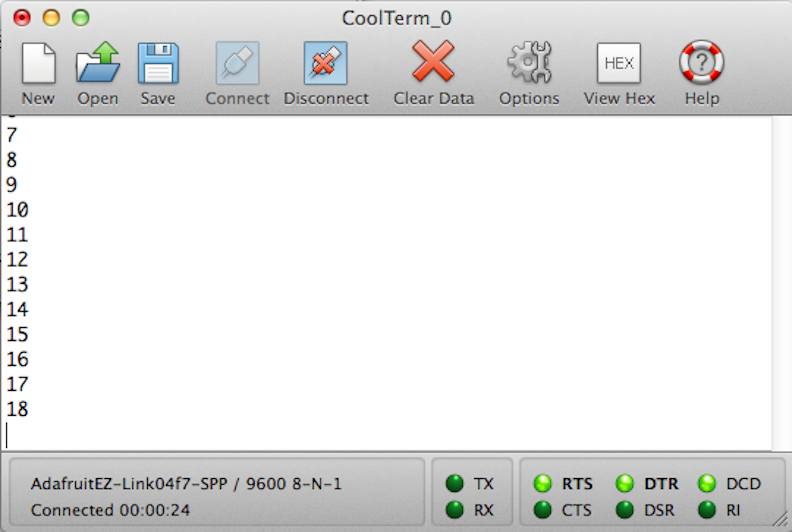 CoolTerm_0
New Open Save Connect Disconnect Clear Data Options HEX View Hex ? Help
7
8
9
10
11
12
13
14
15
16
17
18
AdafruitEZ-Link04f7-SPP / 9600 8-N-1
Connected 00:00:24
TX RTS DTR DCD
RX CTS DSR RI